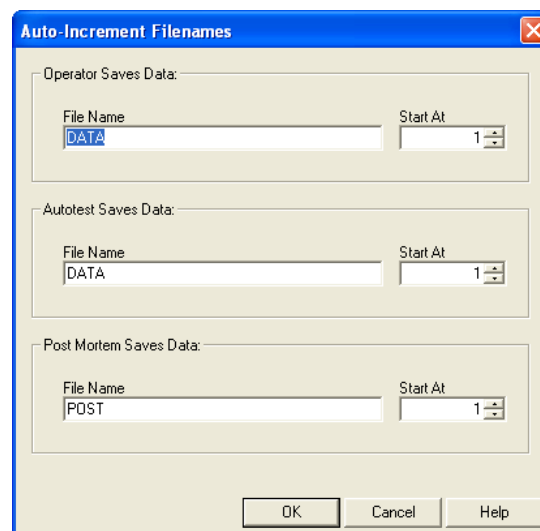 Auto-Increment Filenames
Operator Saves Data:
File Name Start At
DATA 1
Autotest Saves Data:
File Name Start At
DATA 1
Post Mortem Saves Data:
File Name Start At
POST 1
OK Cancel Help